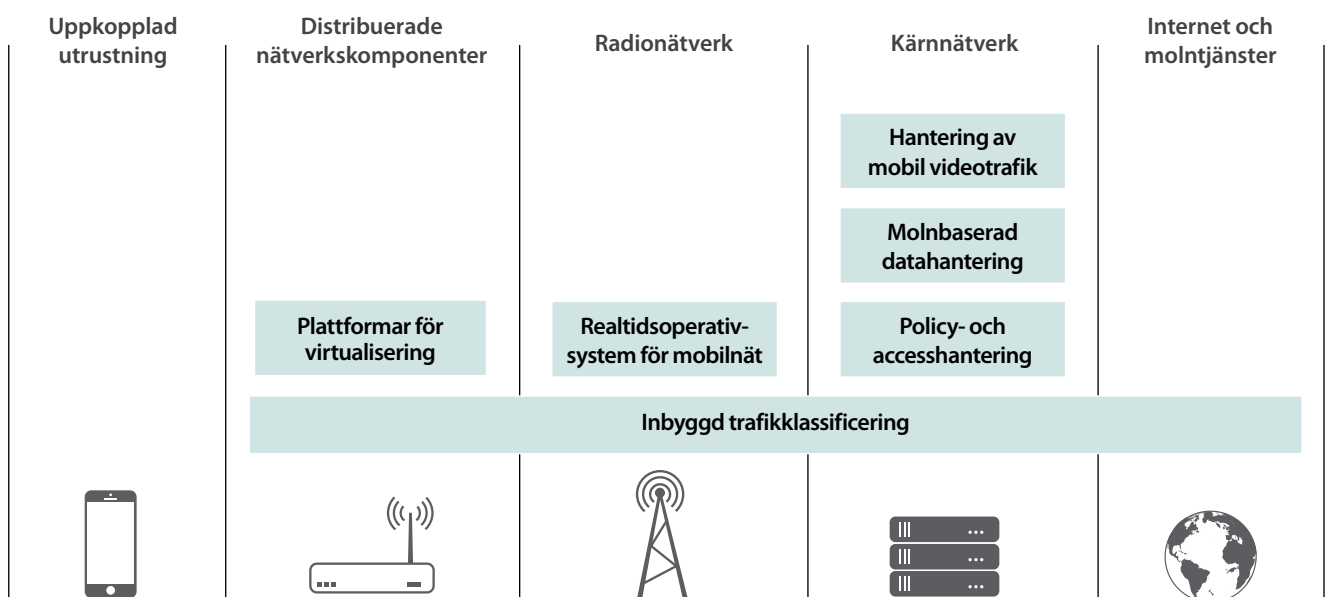 Uppkopplad
utrustning
Distribuerade
nätverkskomponenter
Radionätverk
Kärnnätverk
Internet och
molntjänster
Hantering av
mobil videotrafik
Molnbaserad
datahantering
Plattformar för
virtualisering
Realtidsoperativ-
system för mobilnät
Policy- och
accesshantering
Inbyggd trafikklassificering